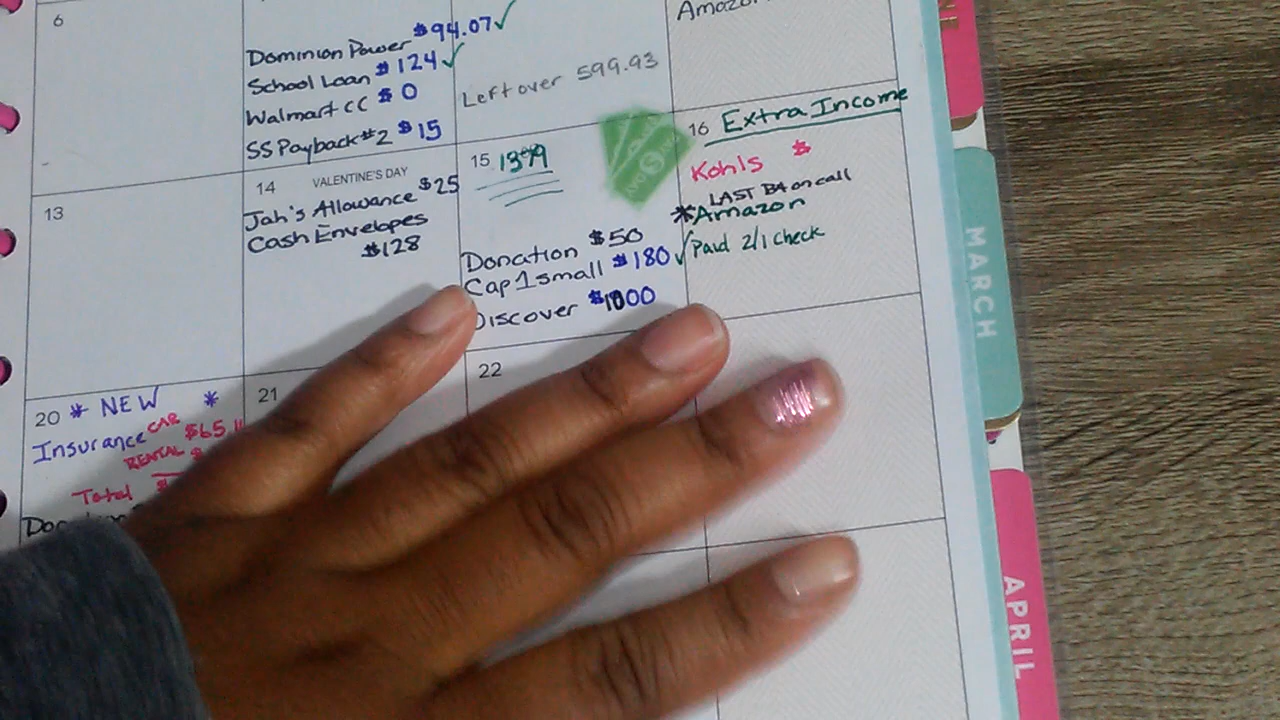 6
Dominion Power $94.07 ✓
School Loan $124 ✓
Walmart CC $0
SS Payback #2 $15
Left over 599.93
13
14 VALENTINE'S DAY
Jah's Allowance $25
Cash Envelopes
$128
15
Donation $50
Cap 1 small $180 ✓
Discover $1000
16 Extra Income
Kohls $
LAST BA on call
*Amazon
Paid 2/1 check
20 * NEW *
Insurance CAR $65
RENTAL $
Total $
21
22
MARCH
APRIL